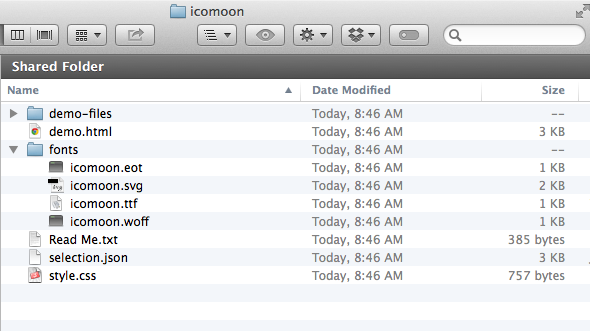 icomoon
Shared Folder
Name Date Modified Size
demo-files Today, 8:46 AM --
demo.html Today, 8:46 AM 3 KB
fonts Today, 8:46 AM --
icomoon.eot Today, 8:46 AM 1 KB
icomoon.svg Today, 8:46 AM 2 KB
icomoon.ttf Today, 8:46 AM 1 KB
icomoon.woff Today, 8:46 AM 1 KB
Read Me.txt Today, 8:46 AM 385 bytes
selection.json Today, 8:46 AM 3 KB
style.css Today, 8:46 AM 757 bytes